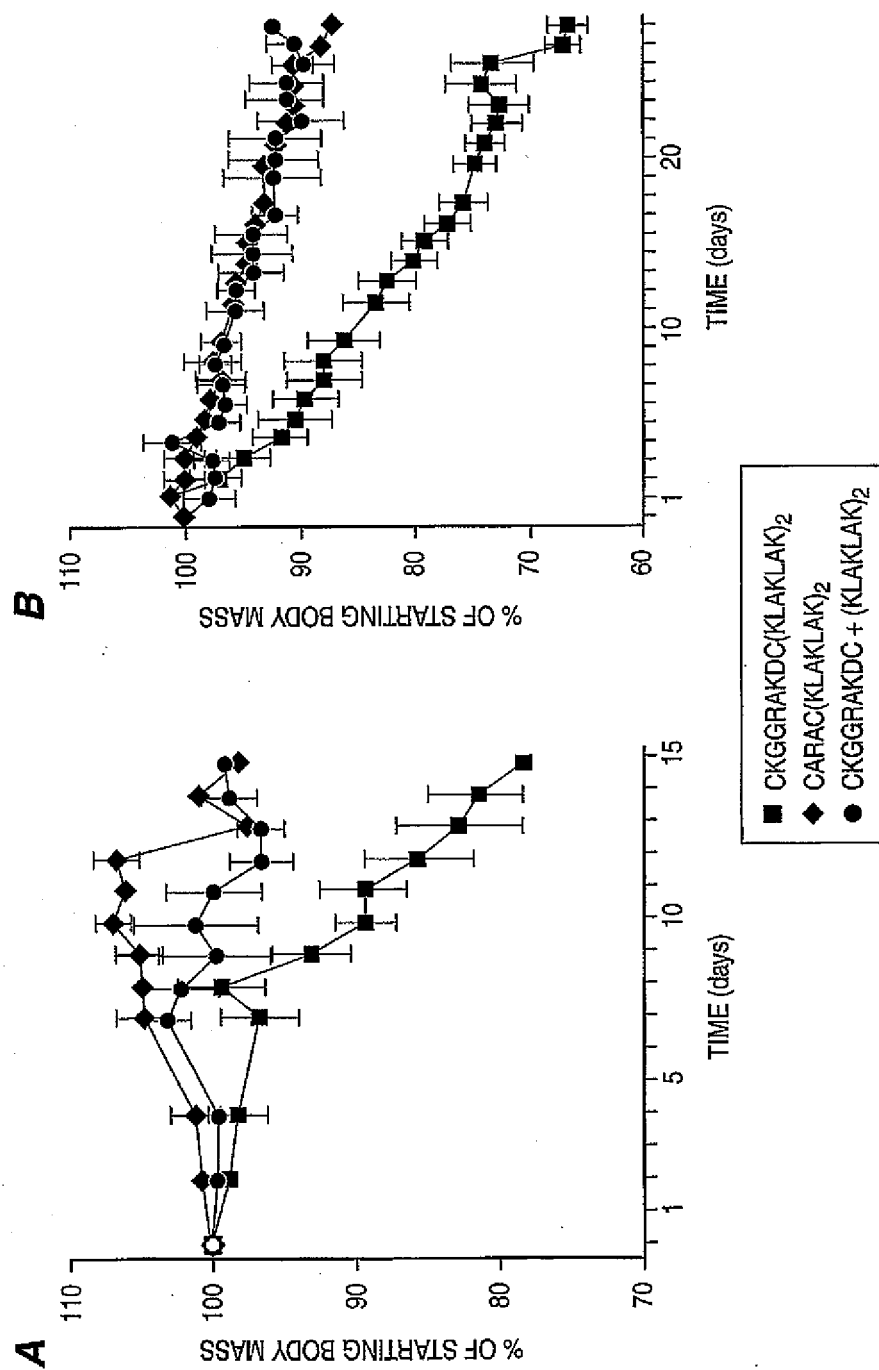 A
110
100
90
80
70
% OF STARTING BODY MASS
1
5
10
15
TIME (days)
B
110
100
90
80
70
60
% OF STARTING BODY MASS
1
10
20
TIME (days)
CKGGRAKDC(KLAKLAK)2
CARAC(KLAKLAK)2
CKGGRAKDC + (KLAKLAK)2